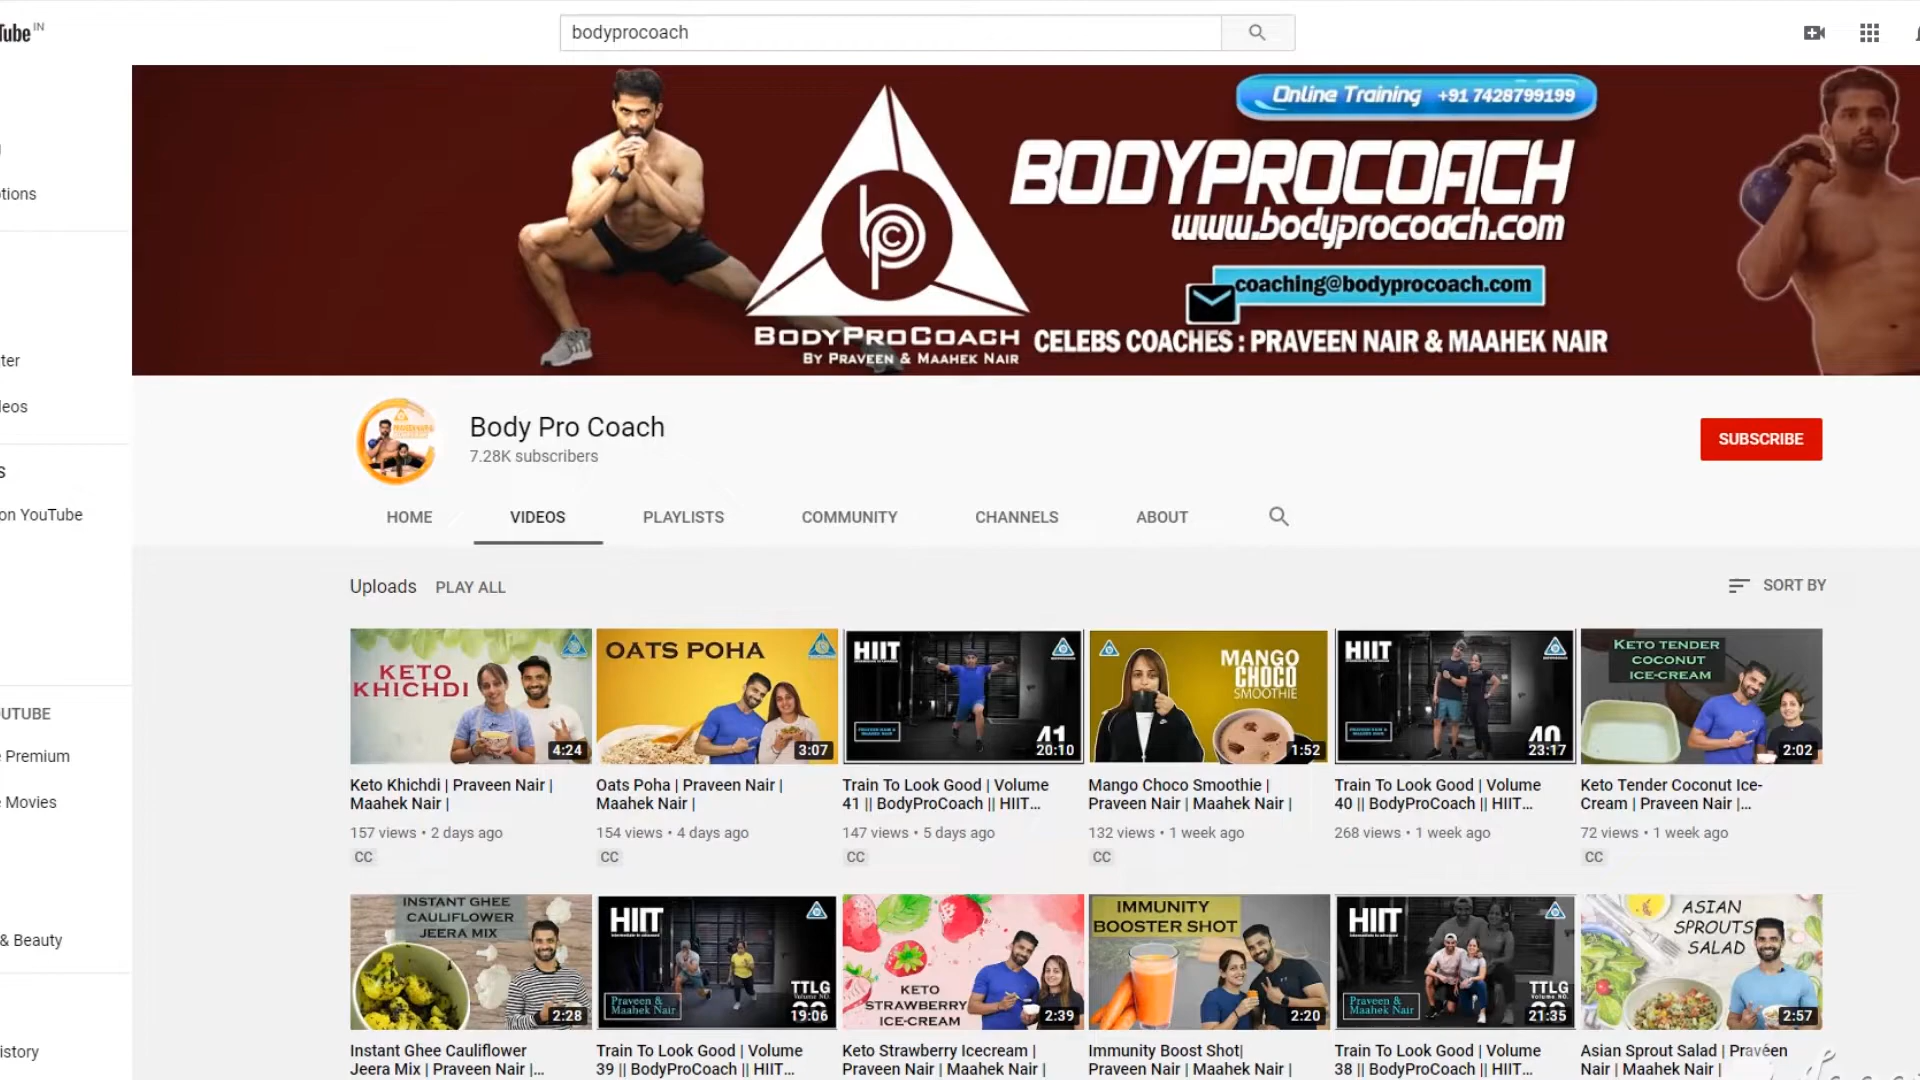 Tube IN
bodyprocoach
Online Training +91 7428799199
BODYPROCOACH
www.bodyprocoach.com
coaching@bodyprocoach.com
BODYPROCOACH
BY PRAVEEN & MAAHEK NAIR
CELEBS COACHES : PRAVEEN NAIR & MAAHEK NAIR
Body Pro Coach
7.28K subscribers
SUBSCRIBE
HOME VIDEOS PLAYLISTS COMMUNITY CHANNELS ABOUT
on YouTube
Uploads PLAY ALL
SORT BY
KETO
KHICHDI
4:24
OATS POHA
3:07
HIIT
41
20:10
MANGO
CHOCO
SMOOTHIE
1:52
HIIT
40
23:17
KETO TENDER
COCONUT
ICE-CREAM
2:02
Keto Khichdi | Praveen Nair |
Maahek Nair |
157 views • 2 days ago
CC
Oats Poha | Praveen Nair |
Maahek Nair |
154 views • 4 days ago
CC
Train To Look Good | Volume
41 || BodyProCoach || HIIT...
147 views • 5 days ago
CC
Mango Choco Smoothie |
Praveen Nair | Maahek Nair |
132 views • 1 week ago
CC
Train To Look Good | Volume
40 || BodyProCoach || HIIT...
268 views • 1 week ago
Keto Tender Coconut Ice-
Cream | Praveen Nair |...
72 views • 1 week ago
CC
Premium
Movies
& Beauty
INSTANT GHEE
CAULIFLOWER
JEERA MIX
2:28
HIIT
TTLG
Praveen &
Maahek Nair
19:06
KETO
STRAWBERRY
ICE-CREAM
2:39
IMMUNITY
BOOSTER SHOT
2:20
HIIT
TTLG
Praveen &
Maahek Nair
21:35
ASIAN
SPROUTS
SALAD
2:57
Instant Ghee Cauliflower
Jeera Mix | Praveen Nair |...
Train To Look Good | Volume
39 || BodyProCoach || HIIT...
Keto Strawberry Icecream |
Praveen Nair | Maahek Nair |
Immunity Boost Shot|
Praveen Nair | Maahek Nair |
Train To Look Good | Volume
38 || BodyProCoach || HIIT...
Asian Sprout Salad | Praveen
Nair | Maahek Nair |